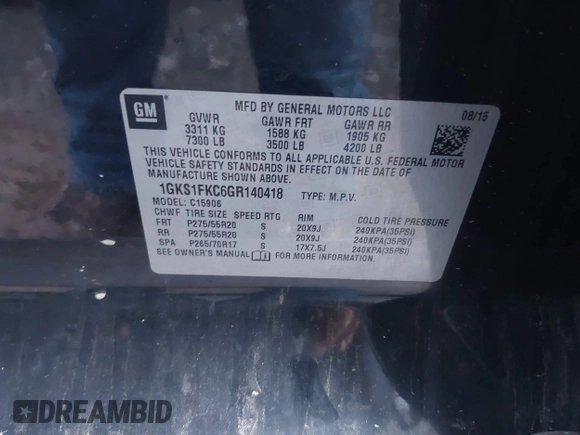 GM
MFD BY GENERAL MOTORS LLC
08/15
GVWR GAWR FRT GAWR RR
3311 KG 1588 KG 1905 KG
7300 LB 3500 LB 4200 LB
THIS VEHICLE CONFORMS TO ALL APPLICABLE U.S. FEDERAL MOTOR
VEHICLE SAFETY STANDARDS IN EFFECT ON THE DATE OF
MANUFACTURE SHOWN ABOVE.
1GKS1FKC6GR140418 TYPE: M.P.V.
MODEL: C15906
CHWF TIRE SIZE SPEED RTG RIM COLD TIRE PRESSURE
FRT P275/55R20 S 20X9J 240KPA(35PSI)
RR P275/55R20 S 20X9J 240KPA(35PSI)
SPA P265/70R17 S 17X7.5J 240KPA(35PSI)
SEE OWNER'S MANUAL FOR MORE INFORMATION.
DREAMBID